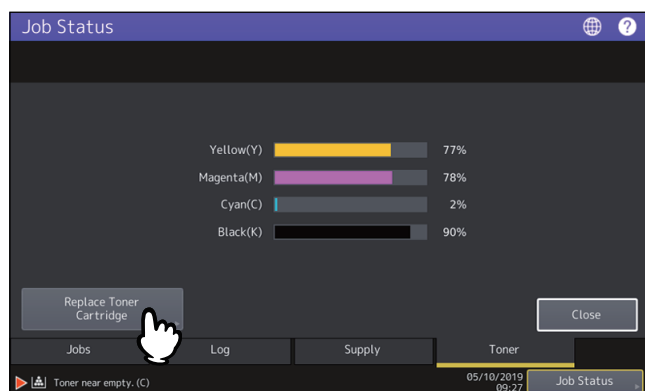 Job Status
?
Yellow(Y) 77%
Magenta(M) 78%
Cyan(C) 2%
Black(K) 90%
Replace Toner
Cartridge
Close
Jobs Log Supply Toner
Toner near empty. (C)
05/10/2019
09:27
Job Status